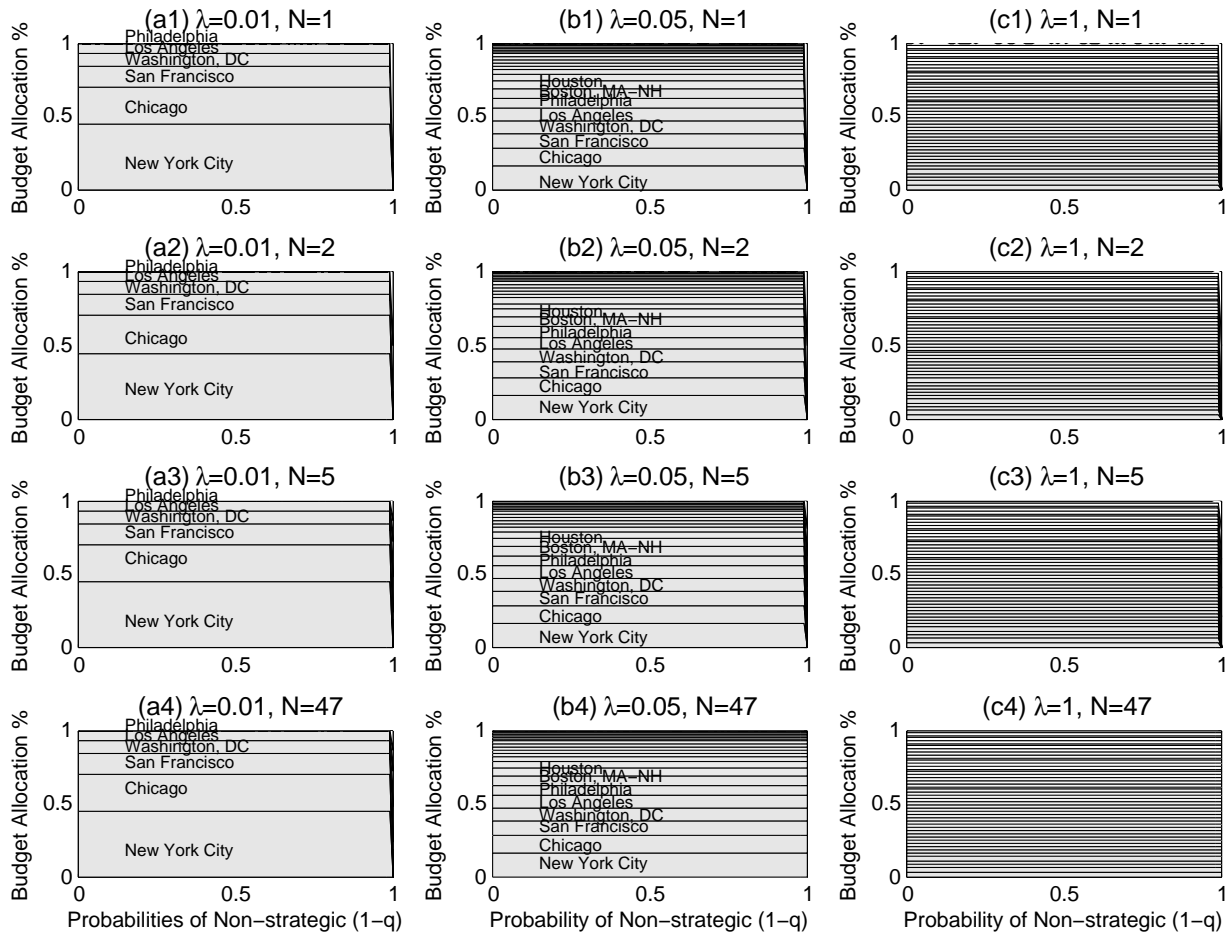 (a1) λ=0.01, N=1
Budget Allocation %
1
0.5
0
Philadelphia
Los Angeles
Washington, DC
San Francisco
Chicago
New York City
0
0.5
1
(b1) λ=0.05, N=1
Budget Allocation %
1
0.5
0
Houston
Boston, MA−NH
Philadelphia
Los Angeles
Washington, DC
San Francisco
Chicago
New York City
0
0.5
1
(c1) λ=1, N=1
Budget Allocation %
1
0.5
0
0
0.5
1
(a2) λ=0.01, N=2
Budget Allocation %
1
0.5
0
Philadelphia
Los Angeles
Washington, DC
San Francisco
Chicago
New York City
0
0.5
1
(b2) λ=0.05, N=2
Budget Allocation %
1
0.5
0
Houston
Boston, MA−NH
Philadelphia
Los Angeles
Washington, DC
San Francisco
Chicago
New York City
0
0.5
1
(c2) λ=1, N=2
Budget Allocation %
1
0.5
0
0
0.5
1
(a3) λ=0.01, N=5
Budget Allocation %
1
0.5
0
Philadelphia
Los Angeles
Washington, DC
San Francisco
Chicago
New York City
0
0.5
1
(b3) λ=0.05, N=5
Budget Allocation %
1
0.5
0
Houston
Boston, MA−NH
Philadelphia
Los Angeles
Washington, DC
San Francisco
Chicago
New York City
0
0.5
1
(c3) λ=1, N=5
Budget Allocation %
1
0.5
0
0
0.5
1
(a4) λ=0.01, N=47
Budget Allocation %
1
0.5
0
Philadelphia
Los Angeles
Washington, DC
San Francisco
Chicago
New York City
0
0.5
1
Probabilities of Non−strategic (1−q)
(b4) λ=0.05, N=47
Budget Allocation %
1
0.5
0
Houston
Boston, MA−NH
Philadelphia
Los Angeles
Washington, DC
San Francisco
Chicago
New York City
0
0.5
1
Probability of Non−strategic (1−q)
(c4) λ=1, N=47
Budget Allocation %
1
0.5
0
0
0.5
1
Probability of Non−strategic (1−q)